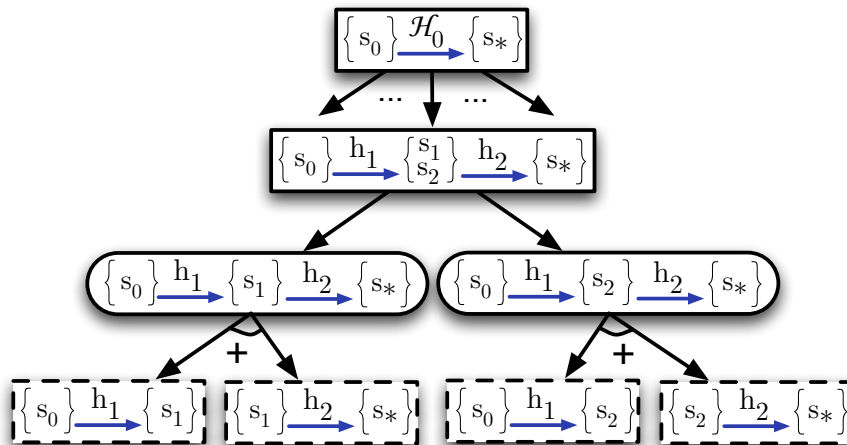 {s₀} ℋ₀ {s*}
... ...
{s₀} h₁ {s₁ s₂} h₂ {s*}
{s₀} h₁ {s₁} h₂ {s*} {s₀} h₁ {s₂} h₂ {s*}
+ +
{s₀} h₁ {s₁} {s₁} h₂ {s*} {s₀} h₁ {s₂} {s₂} h₂ {s*}